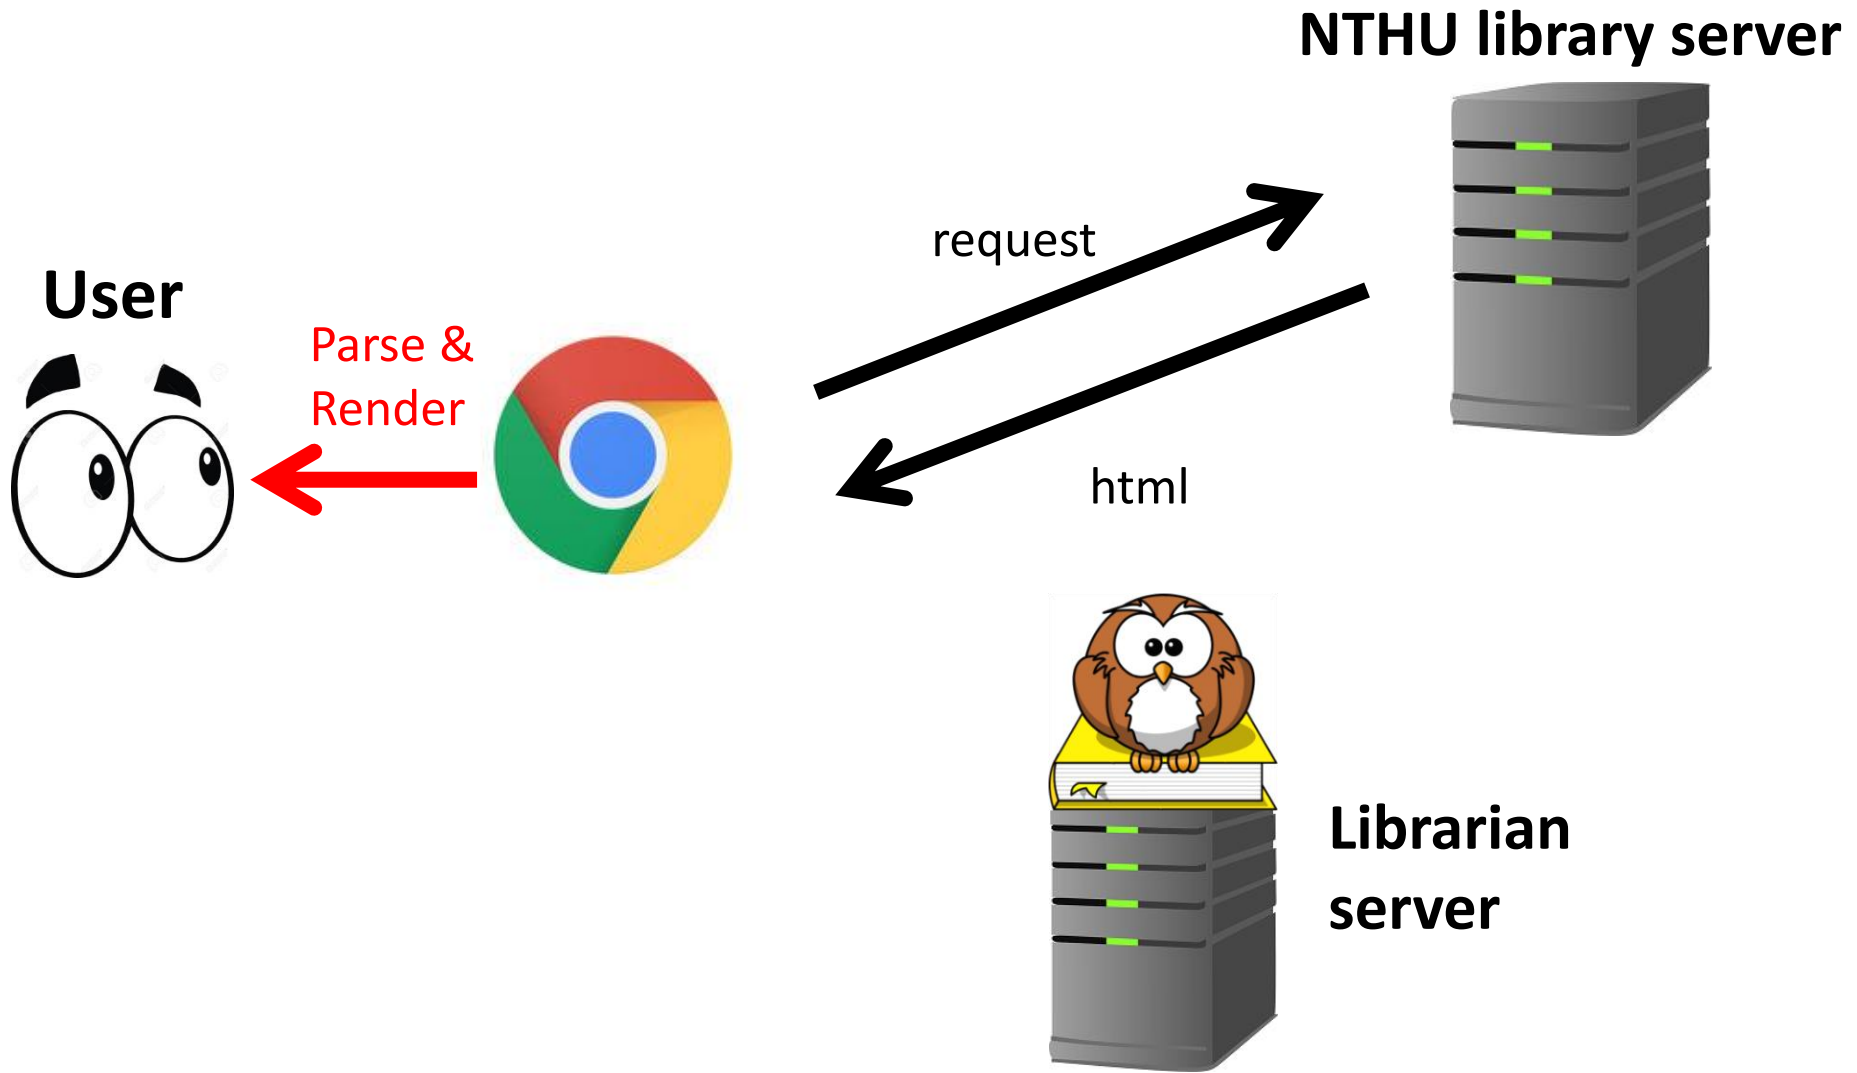 NTHU library server
request
User
Parse &
Render
html
Librarian
server